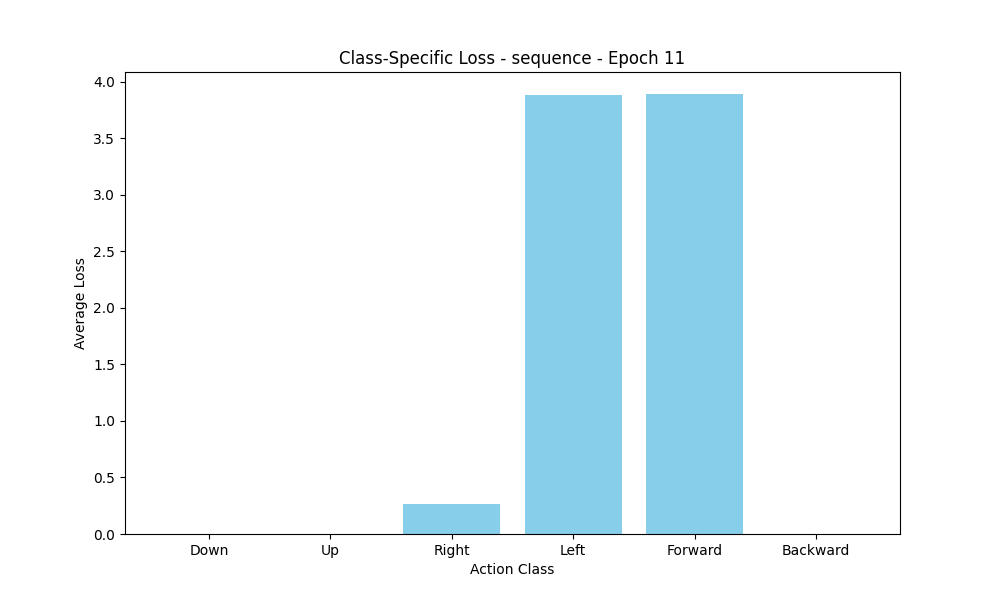 Class-Specific Loss - sequence - Epoch 11
4.0
3.5
3.0
2.5
2.0
1.5
1.0
0.5
0.0
Average Loss
Down Up Right Left Forward Backward
Action Class